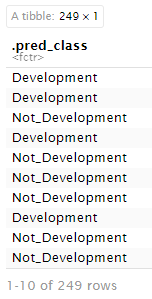 A tibble: 249 × 1
.pred_class
<fctr>
Development
Development
Not_Development
Development
Not_Development
Not_Development
Not_Development
Development
Not_Development
Not_Development
1-10 of 249 rows